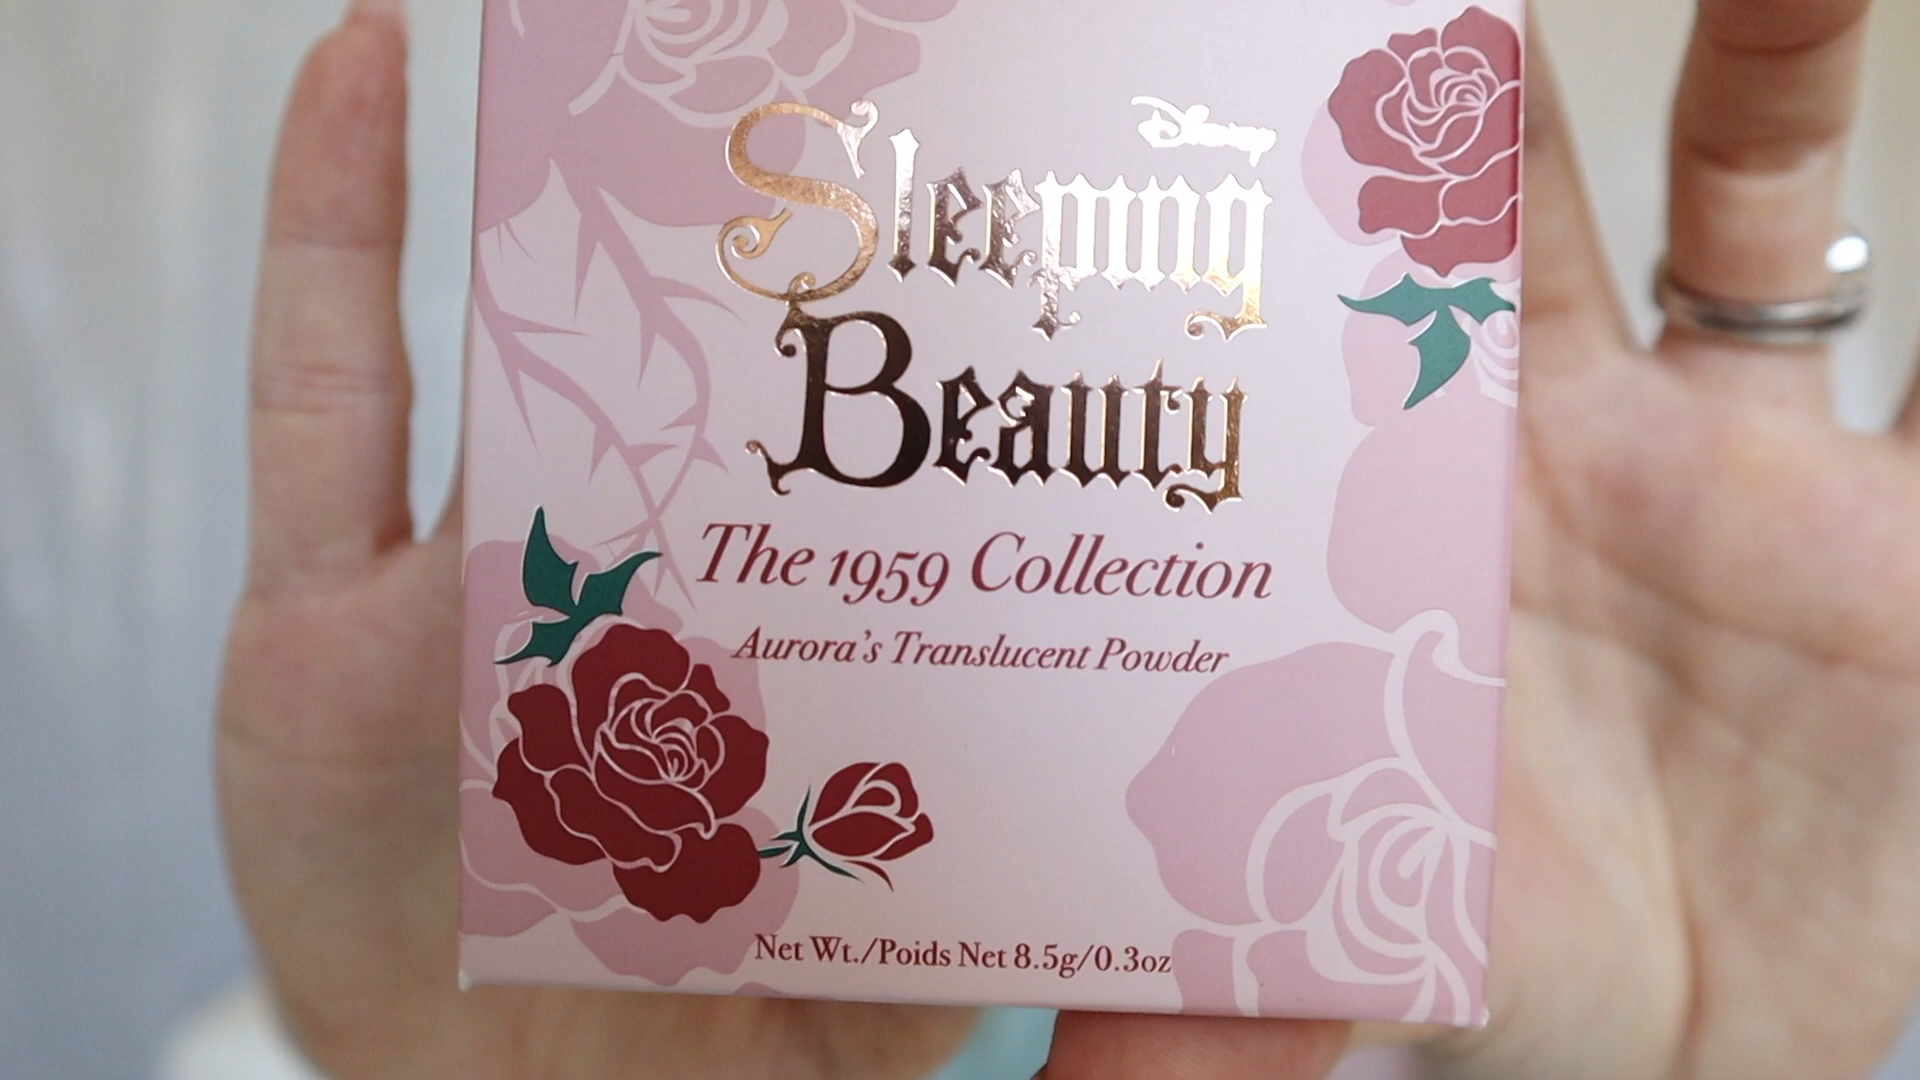 Disney
Sleeping
Beauty
The 1959 Collection
Aurora's Translucent Powder
Net Wt./Poids Net 8.5g/0.3oz